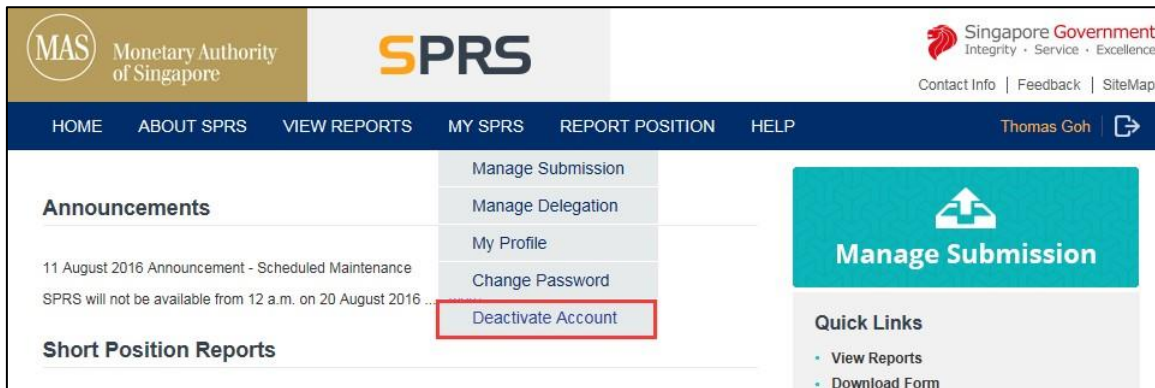 MAS
Monetary Authority
of Singapore
SPRS
Singapore Government
Integrity · Service · Excellence
Contact Info | Feedback | SiteMap
HOME ABOUT SPRS VIEW REPORTS MY SPRS REPORT POSITION HELP Thomas Goh
Manage Submission
Manage Delegation
My Profile
Change Password
Deactivate Account
Announcements
11 August 2016 Announcement - Scheduled Maintenance
SPRS will not be available from 12 a.m. on 20 August 2016 ...
Short Position Reports
Manage Submission
Quick Links
• View Reports
• Download Form